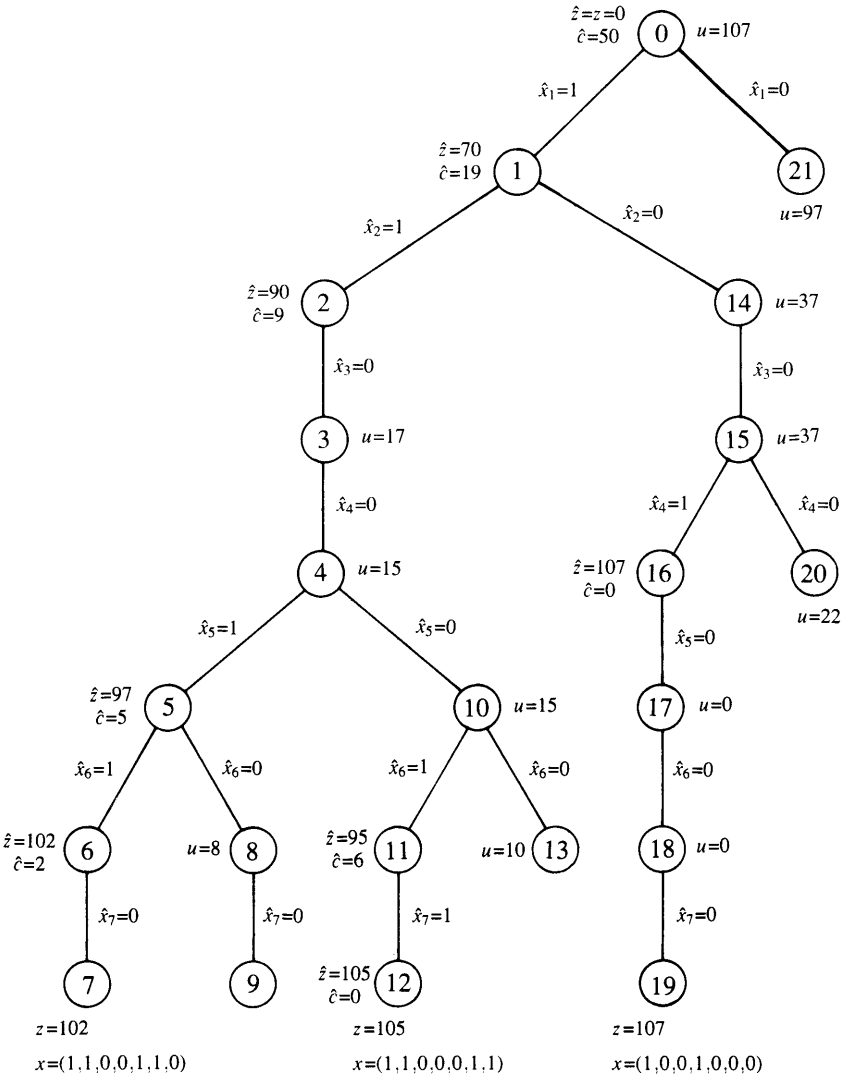 ẑ=z=0
ĉ=50
0
u=107
x̂₁=1
x̂₁=0
ẑ=70
ĉ=19
1
21
u=97
x̂₂=1
x̂₂=0
ẑ=90
ĉ=9
2
14
u=37
x̂₃=0
x̂₃=0
3
u=17
15
u=37
x̂₄=0
x̂₄=1
x̂₄=0
4
u=15
ẑ=107
ĉ=0
16
20
u=22
x̂₅=1
x̂₅=0
x̂₅=0
ẑ=97
ĉ=5
5
10
u=15
17
u=0
x̂₆=1
x̂₆=0
x̂₆=1
x̂₆=0
x̂₆=0
ẑ=102
ĉ=2
6
u=8
8
ẑ=95
ĉ=6
11
u=10
13
18
u=0
x̂₇=0
x̂₇=0
x̂₇=1
x̂₇=0
7
9
ẑ=105
ĉ=0
12
19
z=102
z=105
z=107
x=(1,1,0,0,1,1,0)
x=(1,1,0,0,0,1,1)
x=(1,0,0,1,0,0,0)